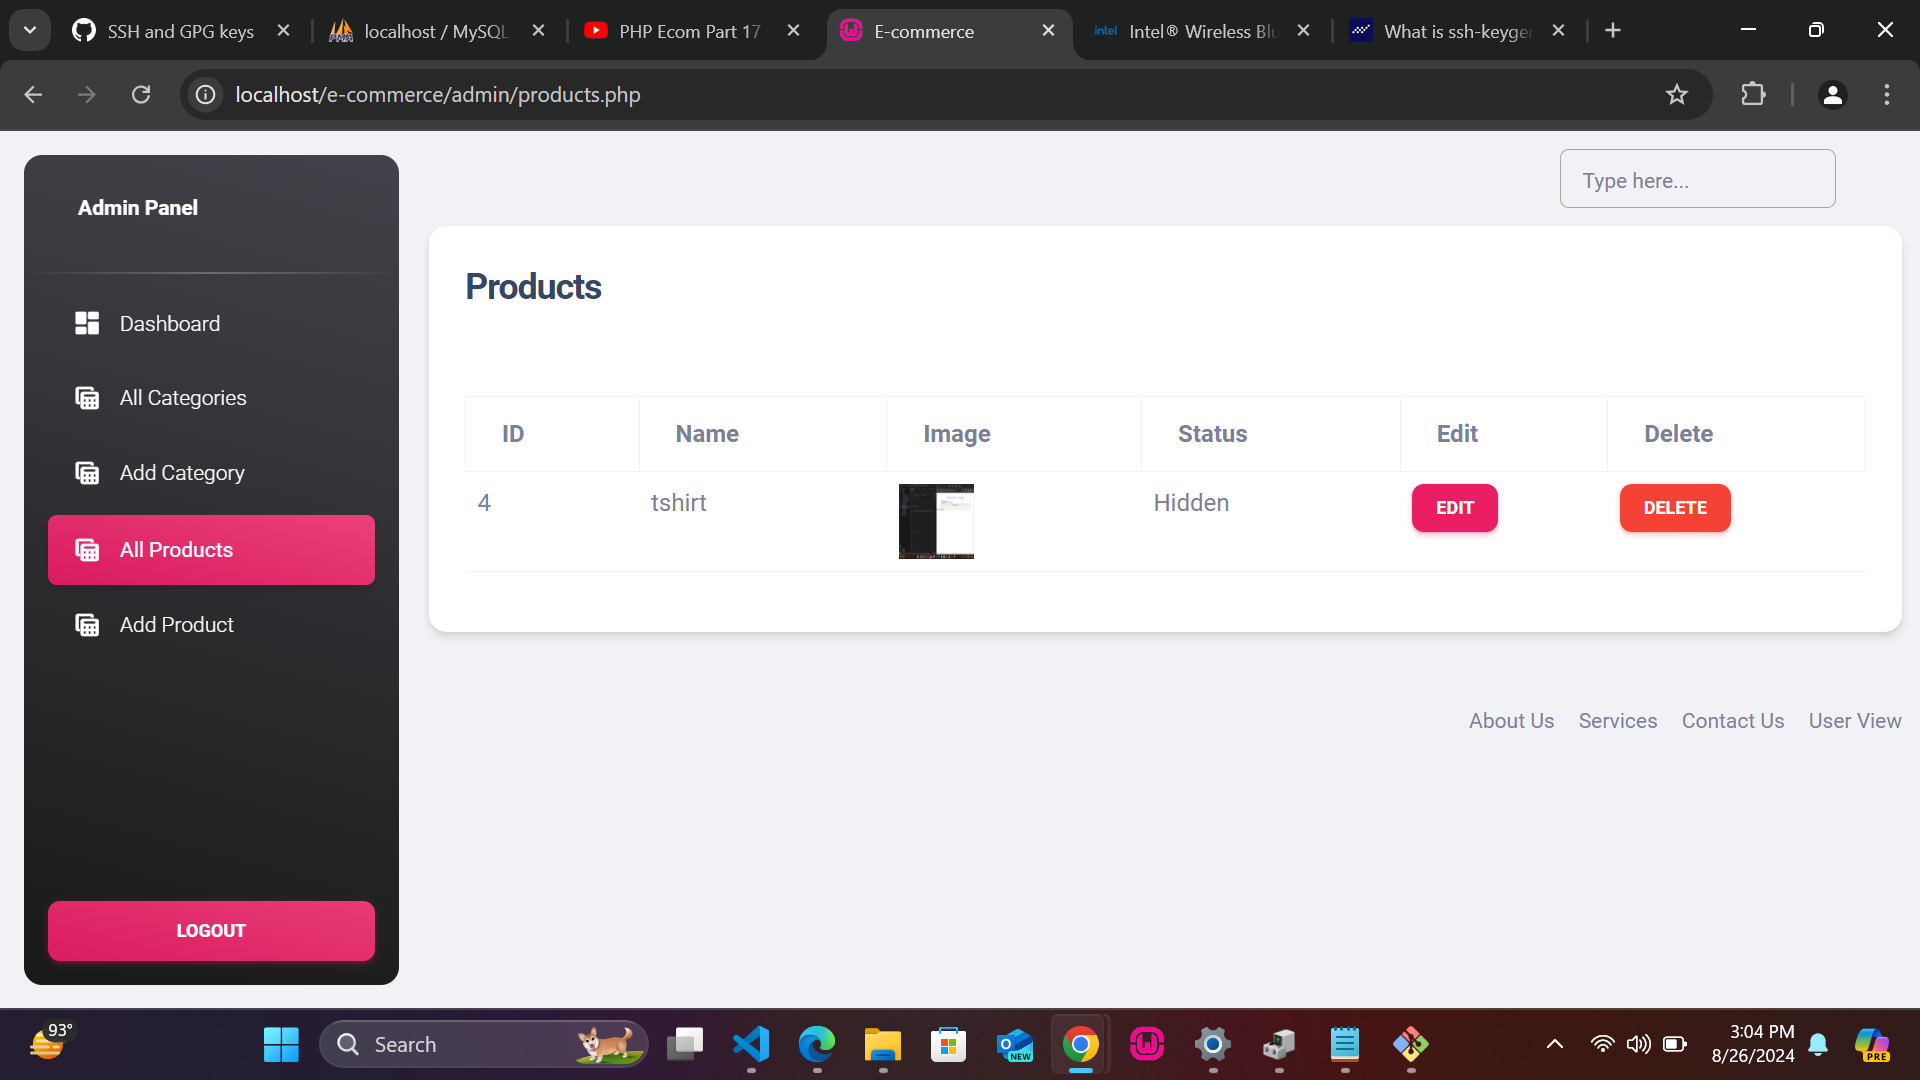 SSH and GPG keys
localhost / MySQL
PHP Ecom Part 17
E-commerce
intel Intel® Wireless Blu
What is ssh-keygen
localhost/e-commerce/admin/products.php
Admin Panel
Type here...
Dashboard
All Categories
Add Category
All Products
Add Product
LOGOUT
Products
ID Name Image Status Edit Delete
4 tshirt Hidden EDIT DELETE
About Us Services Contact Us User View
93°
Search
NEW
3:04 PM
8/26/2024
PRE